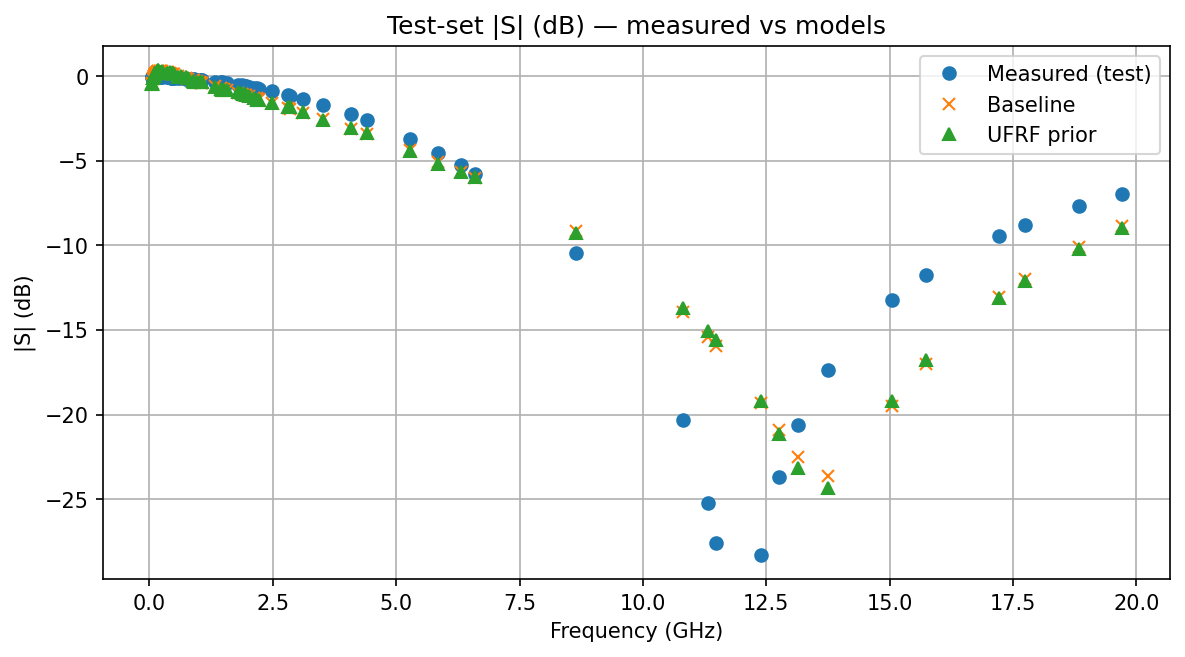 Test-set |S| (dB) — measured vs models
Measured (test)
Baseline
UFRF prior
|S| (dB)
0
−5
−10
−15
−20
−25
0.0 2.5 5.0 7.5 10.0 12.5 15.0 17.5 20.0
Frequency (GHz)